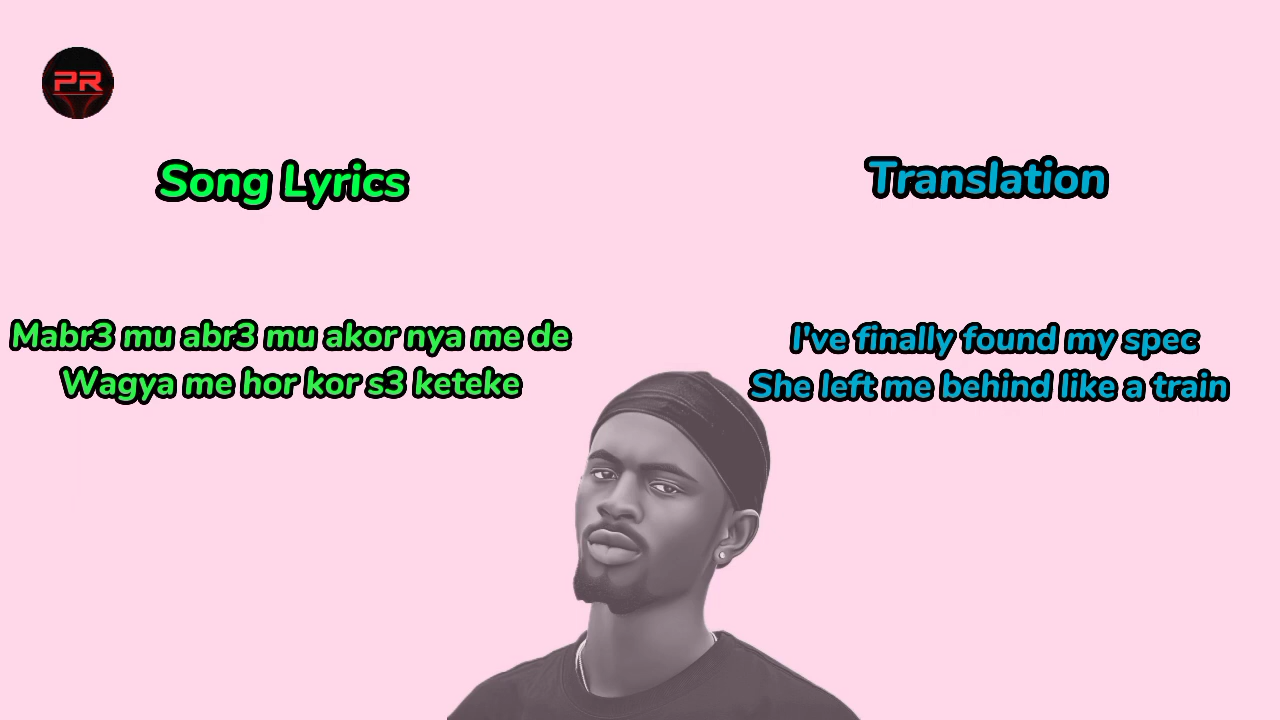 PR
Song Lyrics
Translation
Mabr3 mu abr3 mu akor nya me de
Wagya me hor kor s3 keteke
I've finally found my spec
She left me behind like a train